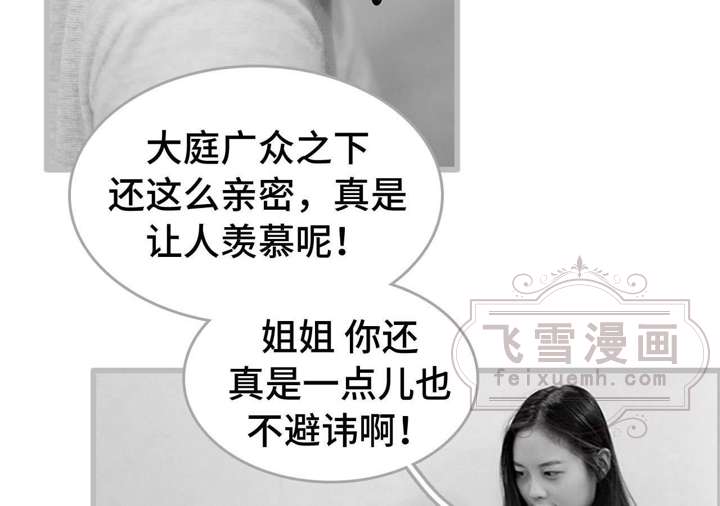 大庭广众之下
还这么亲密，真是
让人羡慕呢！
姐姐 你还
真是一点儿也
不避讳啊！
飞雪漫画
feixuemh.com